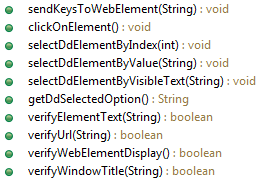 sendKeysToWebElement(String) : void
clickOnElement() : void
selectDdElementByIndex(int) : void
selectDdElementByValue(String) : void
selectDdElementByVisibleText(String) : void
getDdSelectedOption() : String
verifyElementText(String) : boolean
verifyUrl(String) : boolean
verifyWebElementDisplay() : boolean
verifyWindowTitle(String) : boolean